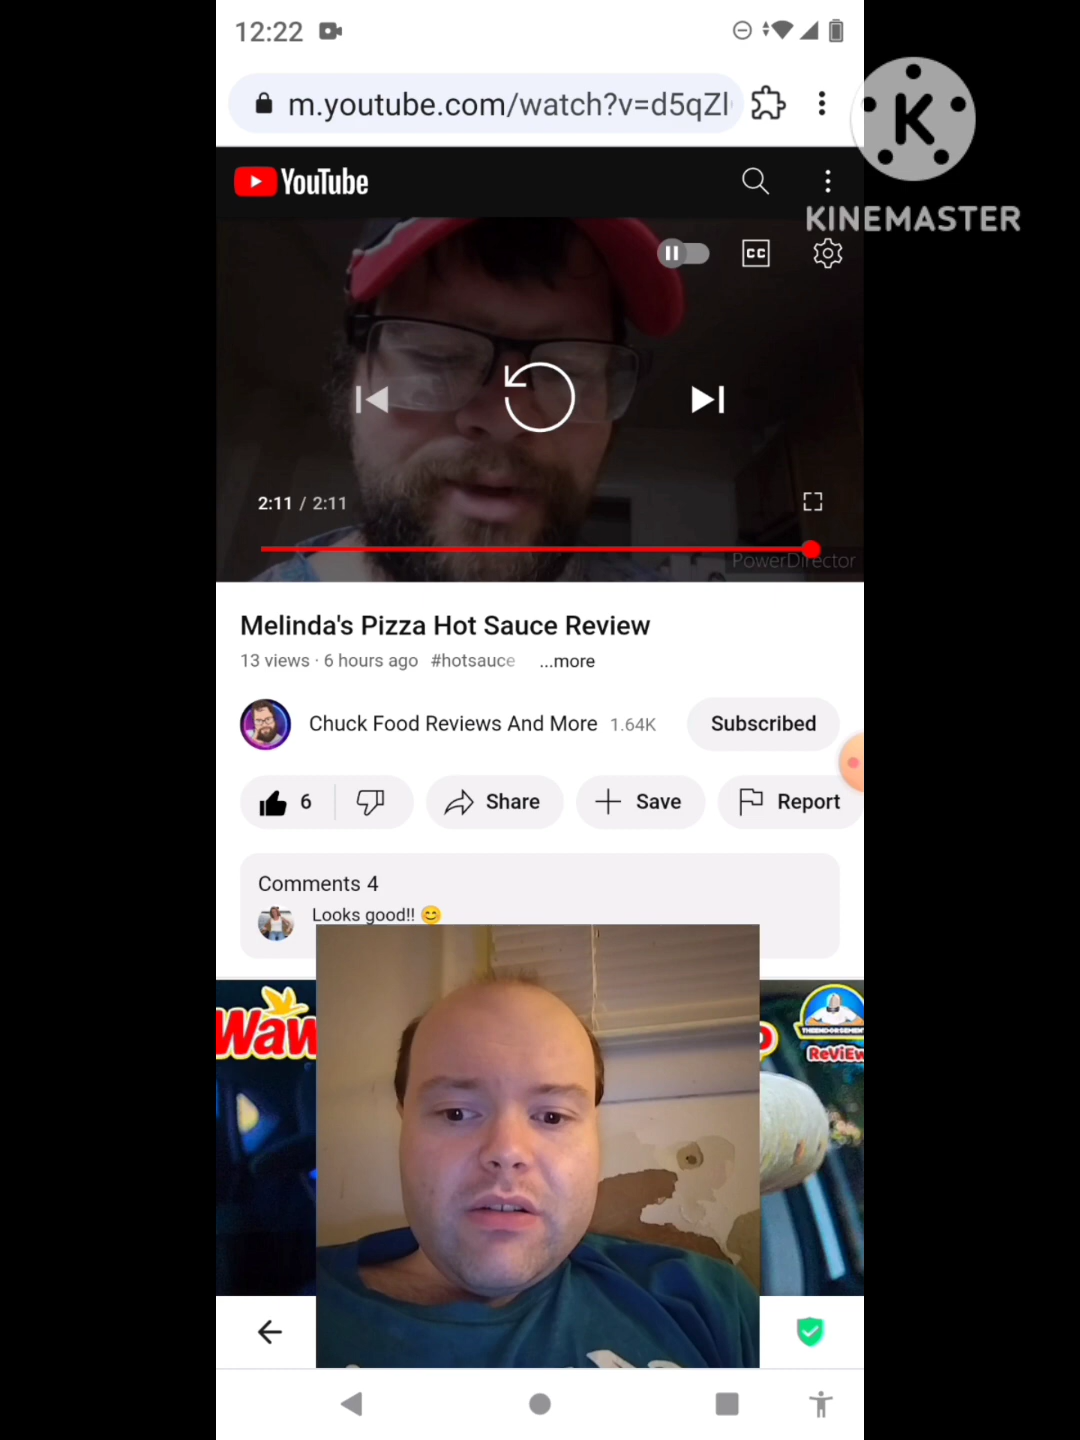 12:22
m.youtube.com/watch?v=d5qZl
K
KINEMASTER
YouTube
CC
2:11 / 2:11
PowerDirector
Melinda's Pizza Hot Sauce Review
13 views · 6 hours ago #hotsauce ...more
Chuck Food Reviews And More 1.64K Subscribed
6 Share Save Report
Comments 4
Looks good!! 😊
Waw
ReViEw